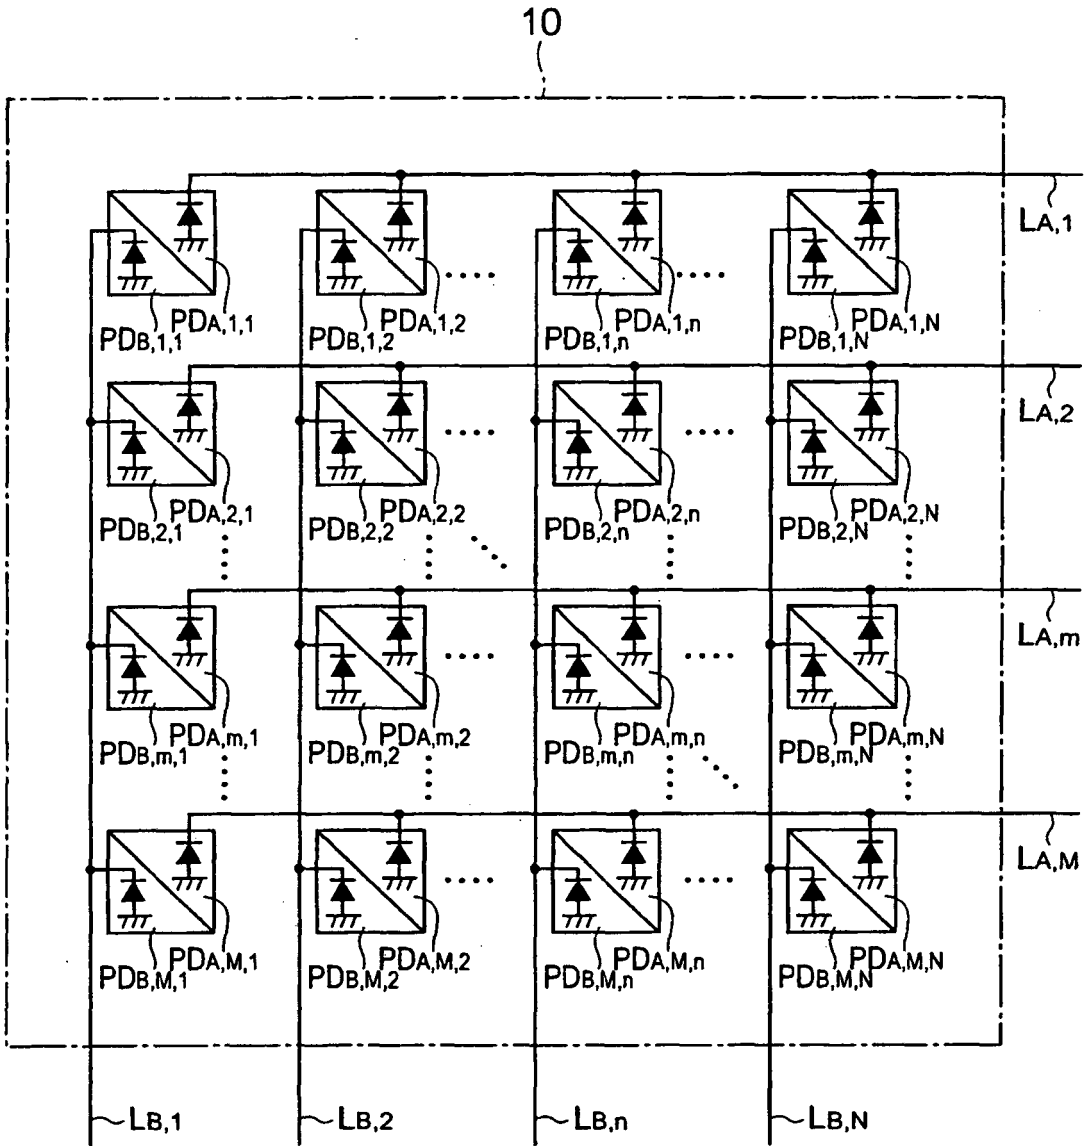 10
LA,1
PDB,1,1 PDA,1,1 PDB,1,2 PDA,1,2 PDB,1,n PDA,1,n PDB,1,N PDA,1,N
LA,2
PDB,2,1 PDA,2,1 PDB,2,2 PDA,2,2 PDB,2,n PDA,2,n PDB,2,N PDA,2,N
LA,m
PDB,m,1 PDA,m,1 PDB,m,2 PDA,m,2 PDB,m,n PDA,m,n PDB,m,N PDA,m,N
LA,M
PDB,M,1 PDA,M,1 PDB,M,2 PDA,M,2 PDB,M,n PDA,M,n PDB,M,N PDA,M,N
LB,1 LB,2 LB,n LB,N